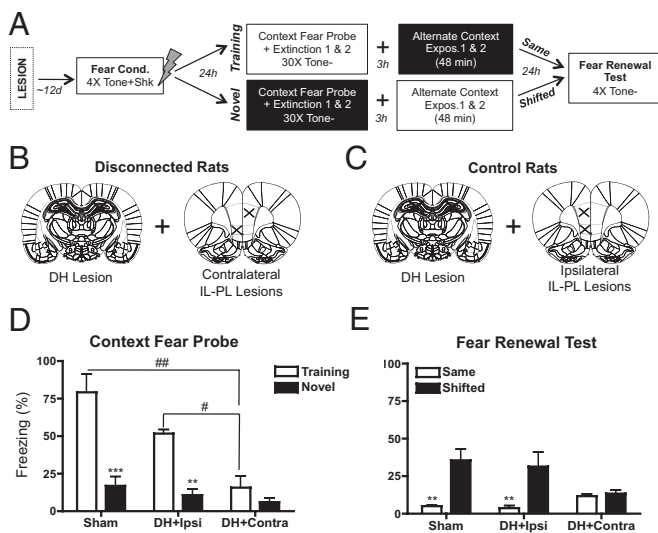 A
LESION
~12d
Fear Cond.
4X Tone+Shk
24h
Training
Novel
Context Fear Probe
+ Extinction 1 & 2
30X Tone-
+
3h
Alternate Context
Expos.1 & 2
(48 min)
Context Fear Probe
+ Extinction 1 & 2
30X Tone-
+
3h
Alternate Context
Expos.1 & 2
(48 min)
Same
24h
Shifted
Fear Renewal
Test
4X Tone-
B
Disconnected Rats
X
X
+
DH Lesion
Contralateral
IL-PL Lesions
C
Control Rats
X
X
+
DH Lesion
Ipsilateral
IL-PL Lesions
D
Context Fear Probe
Freezing (%)
100
75
50
25
0
##
#
***
**
Training
Novel
Sham
DH+Ipsi
DH+Contra
E
Fear Renewal Test
100
75
50
25
0
Same
Shifted
**
**
Sham
DH+Ipsi
DH+Contra